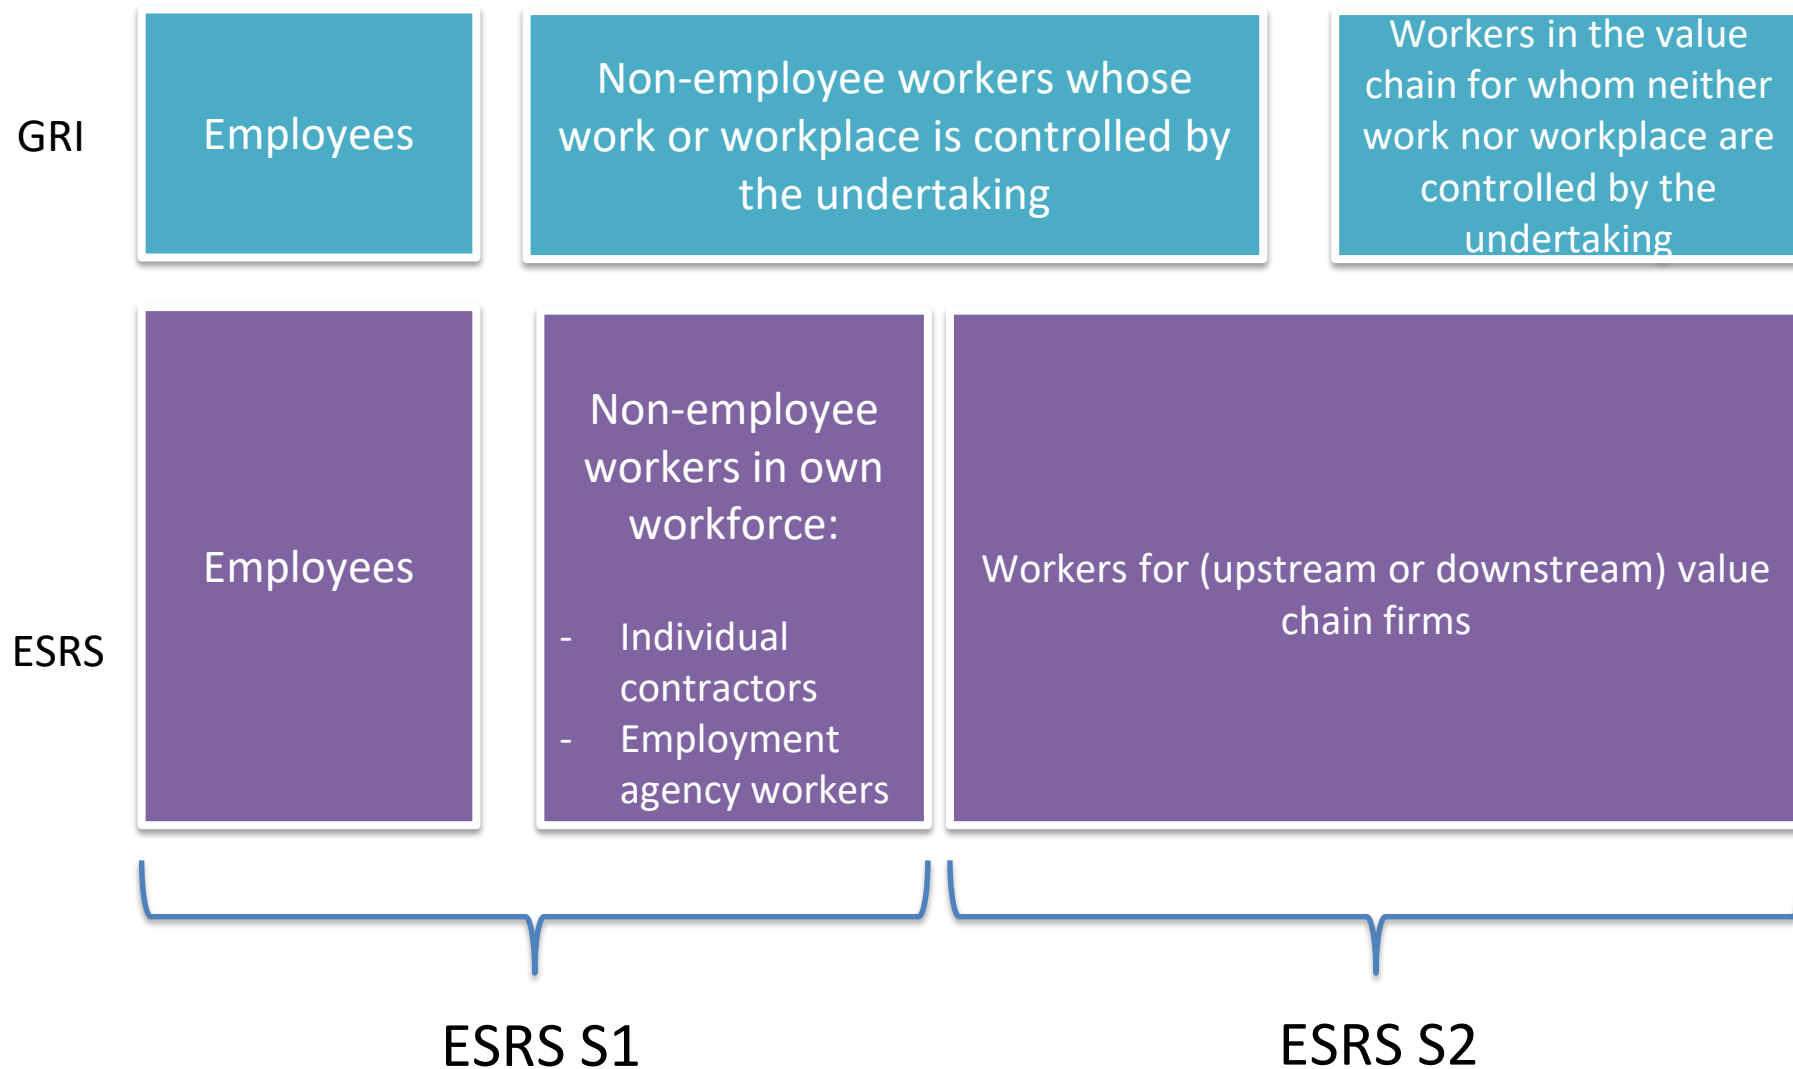 GRI
Employees
Non-employee workers whose
work or workplace is controlled by
the undertaking
Workers in the value
chain for whom neither
work nor workplace are
controlled by the
undertaking
ESRS
Employees
Non-employee
workers in own
workforce:
- Individual
contractors
- Employment
agency workers
Workers for (upstream or downstream) value
chain firms
ESRS S1
ESRS S2